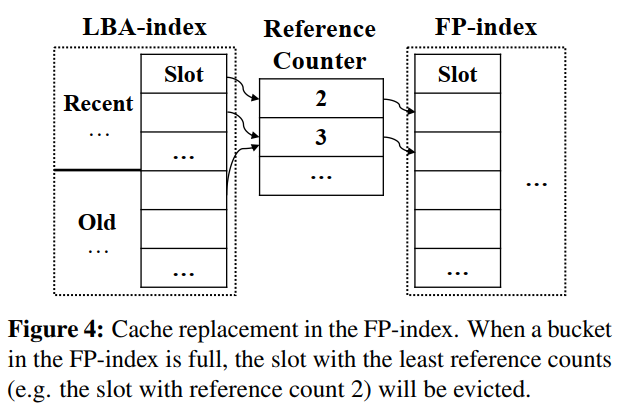 LBA-index
Reference
Counter
FP-index
Slot
Recent
...
...
Old
...
...
2
3
...
Slot
...
...
Figure 4: Cache replacement in the FP-index. When a bucket
in the FP-index is full, the slot with the least reference counts
(e.g. the slot with reference count 2) will be evicted.